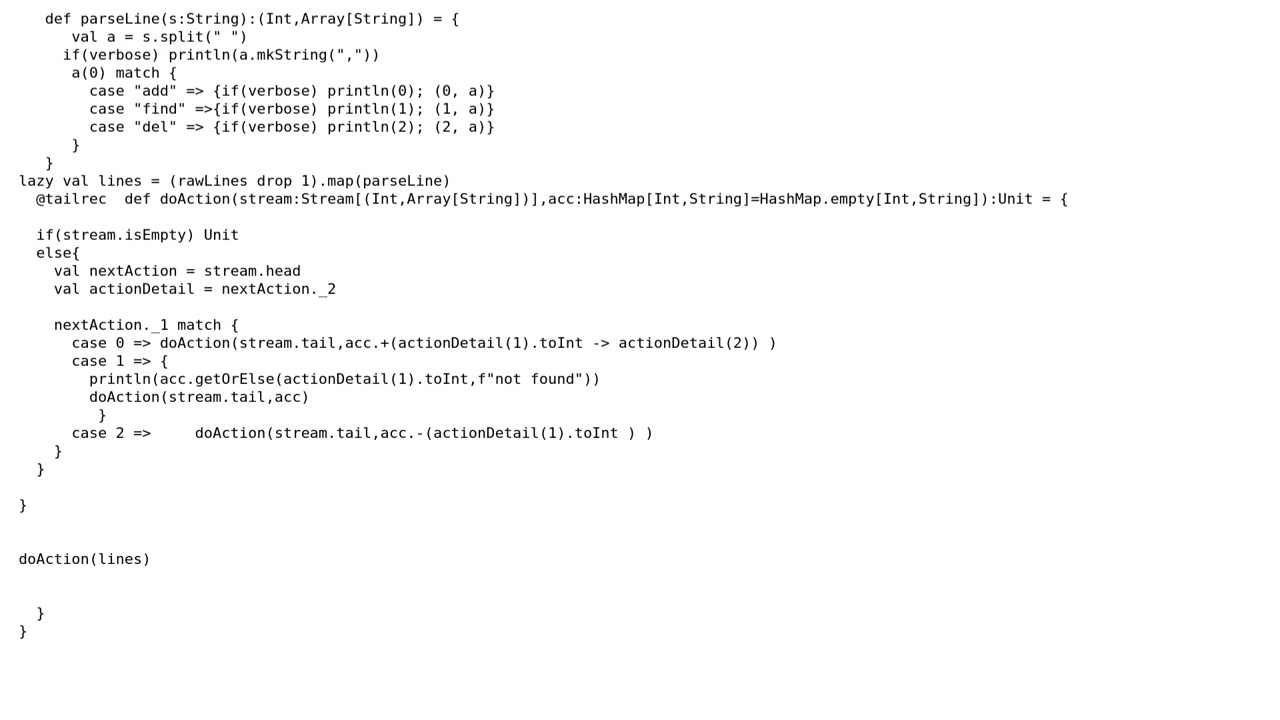 def parseLine(s:String):(Int,Array[String]) = {
val a = s.split(" ")
if(verbose) println(a.mkString(","))
a(0) match {
case "add" => {if(verbose) println(0); (0, a)}
case "find" =>{if(verbose) println(1); (1, a)}
case "del" => {if(verbose) println(2); (2, a)}
}
}
lazy val lines = (rawLines drop 1).map(parseLine)
@tailrec  def doAction(stream:Stream[(Int,Array[String])],acc:HashMap[Int,String]=HashMap.empty[Int,String]):Unit = {
if(stream.isEmpty) Unit
else{
val nextAction = stream.head
val actionDetail = nextAction._2
nextAction._1 match {
case 0 => doAction(stream.tail,acc.+(actionDetail(1).toInt -> actionDetail(2)) )
case 1 => {
println(acc.getOrElse(actionDetail(1).toInt,f"not found"))
doAction(stream.tail,acc)
}
case 2 =>     doAction(stream.tail,acc.-(actionDetail(1).toInt ) )
}
}
}
doAction(lines)
}
}